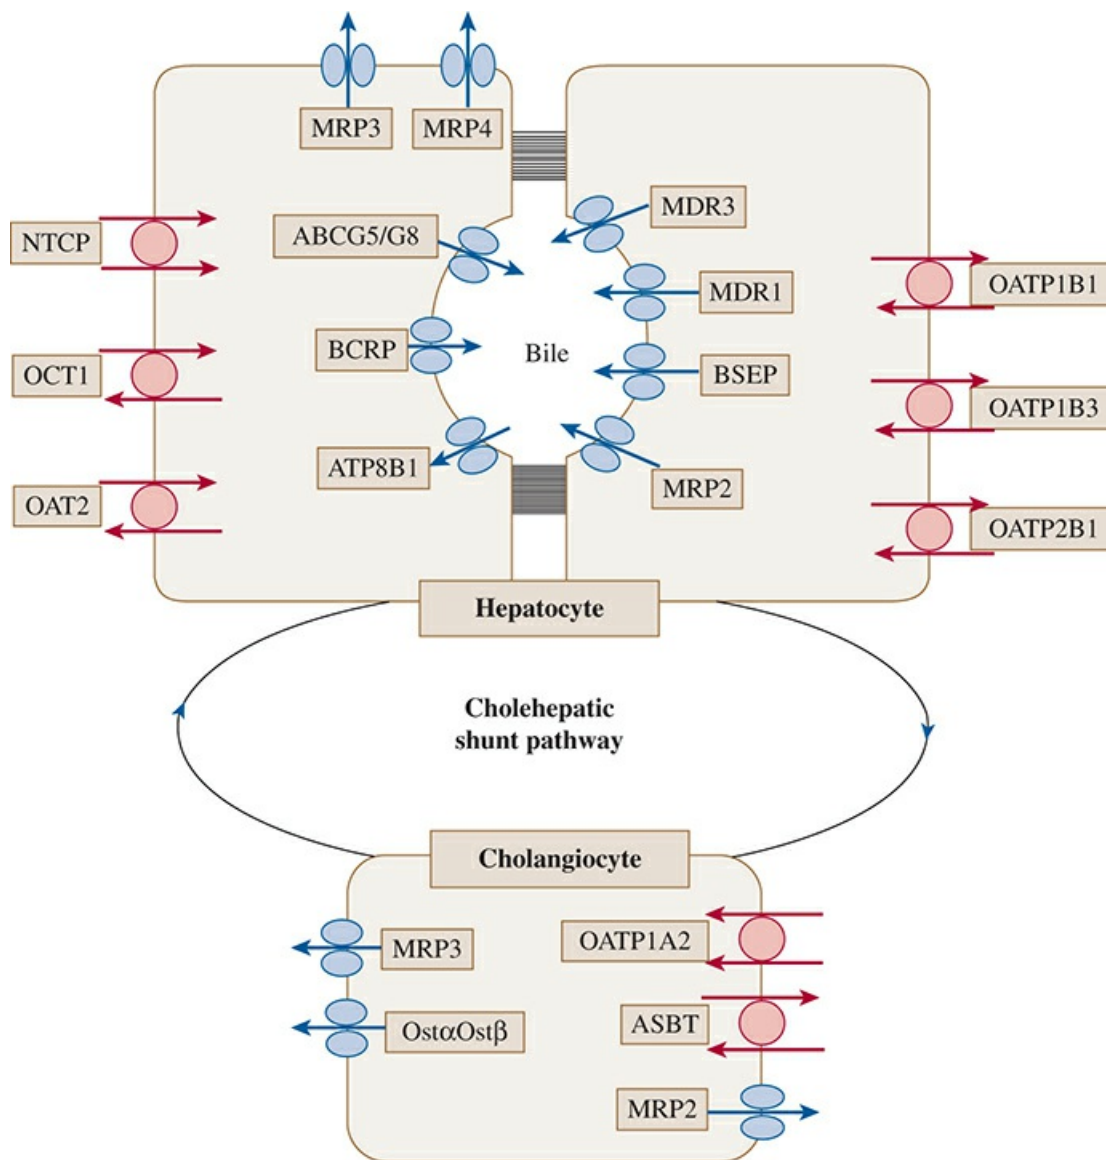 MRP3
MRP4
NTCP
ABCG5/G8
MDR3
MDR1
OATP1B1
OCT1
BCRP
Bile
BSEP
OATP1B3
OAT2
ATP8B1
MRP2
OATP2B1
Hepatocyte
Cholehepatic
shunt pathway
Cholangiocyte
MRP3
OATP1A2
OstαOstβ
ASBT
MRP2